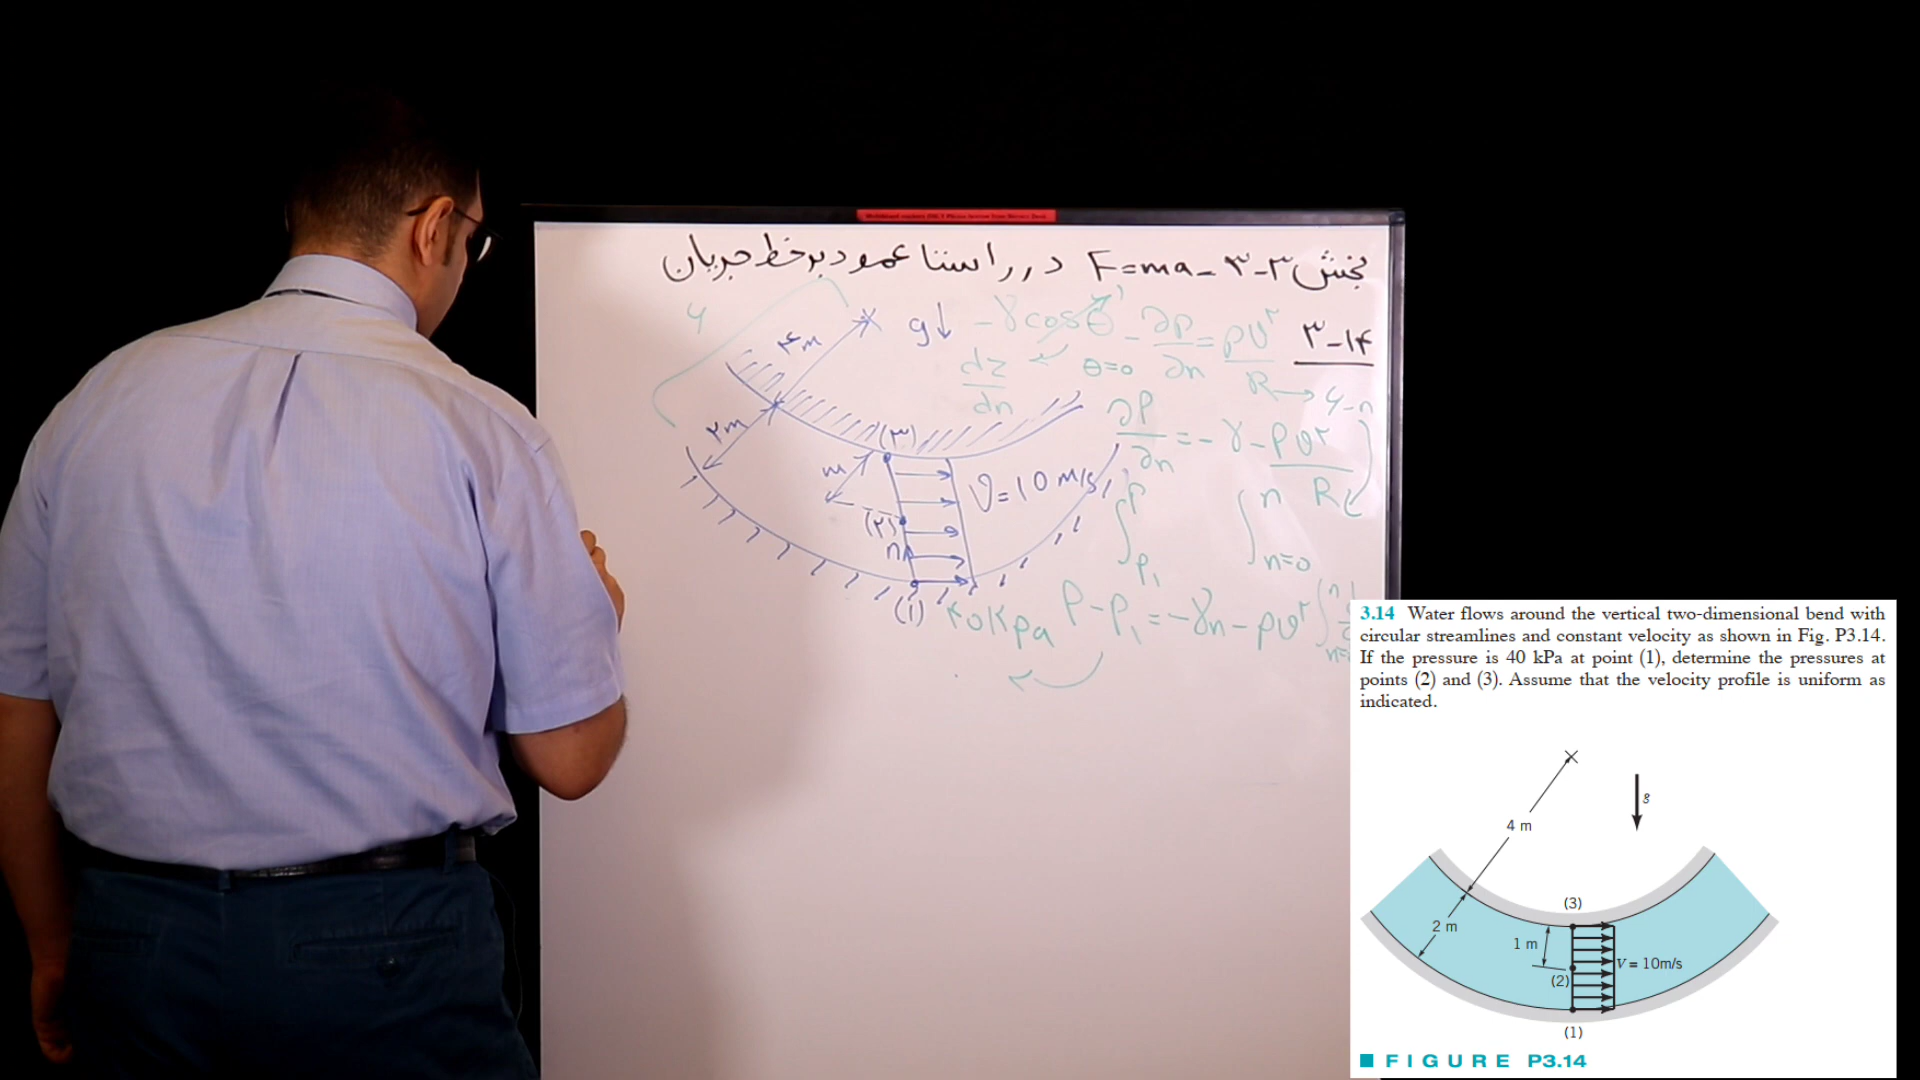 بخش ۳-۳ - F=ma در راستا عمود بر خط جریان
۳-۱۴
-γcosθ - ∂p/∂n = ρv²/R
θ=0
dz/dn
R → ۶-n
∂p/∂n = -γ - ρv²/R
۶
۴m
g↓
۲m
(۳)
V=10 m/s
(۲)
n
(۱)
∫
p
p₁
∫
n
n=0
۴۰kpa
p-p₁=-γn-ρv²∫
3.14 Water flows around the vertical two-dimensional bend with
circular streamlines and constant velocity as shown in Fig. P3.14.
If the pressure is 40 kPa at point (1), determine the pressures at
points (2) and (3). Assume that the velocity profile is uniform as
indicated.
g
4 m
(3)
2 m
1 m
V = 10m/s
(2)
(1)
FIGURE P3.14